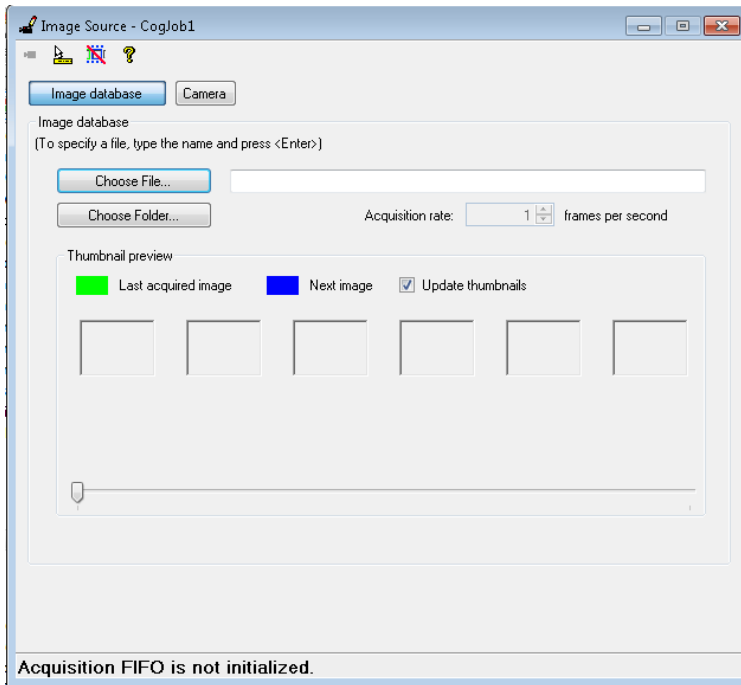 Image Source - CogJob1
Image database Camera
Image database
(To specify a file, type the name and press <Enter>)
Choose File...
Choose Folder... Acquisition rate: 1 frames per second
Thumbnail preview
Last acquired image Next image Update thumbnails
Acquisition FIFO is not initialized.